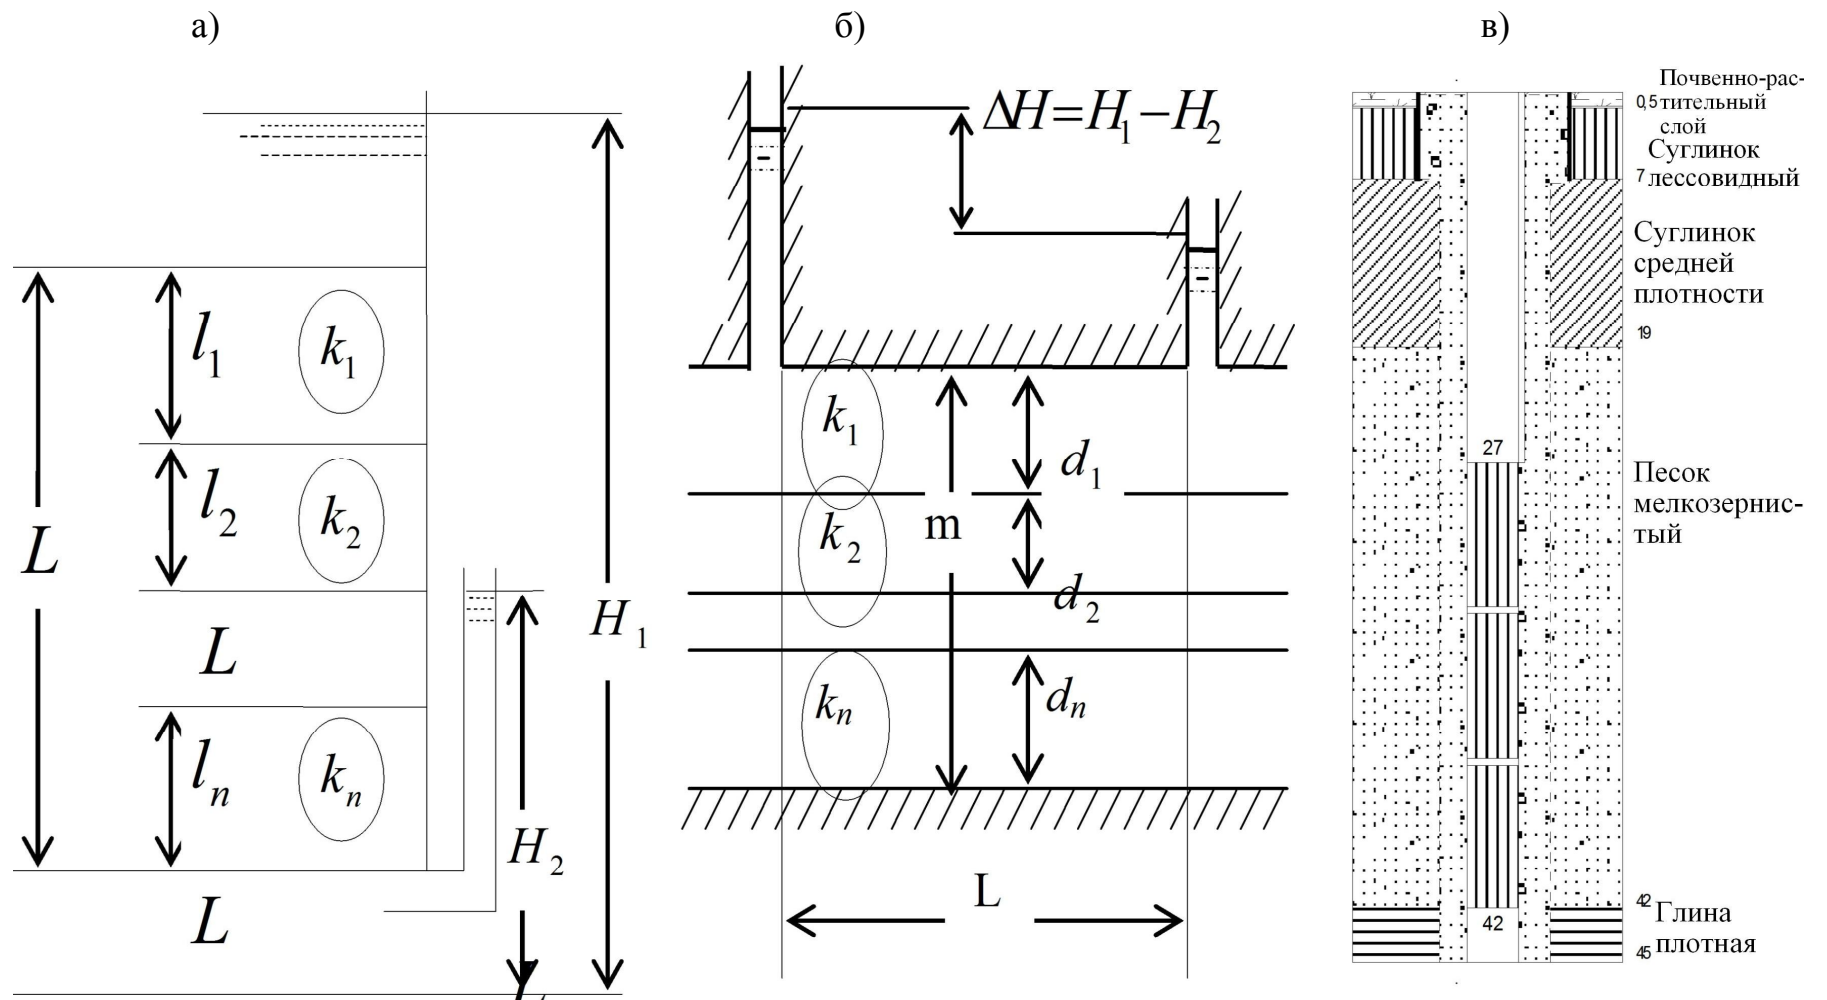 а)
б)
в)
l1
k1
l2
k2
L
L
ln
kn
L
H1
H2
ΔH=H1−H2
k1
d1
m
k2
d2
kn
dn
L
Почвенно-рас-
0,5 тительный
слой
Суглинок
7 лессовидный
Суглинок
средней
плотности
19
27
Песок
мелкозернис-
тый
42
42
Глина
плотная
45